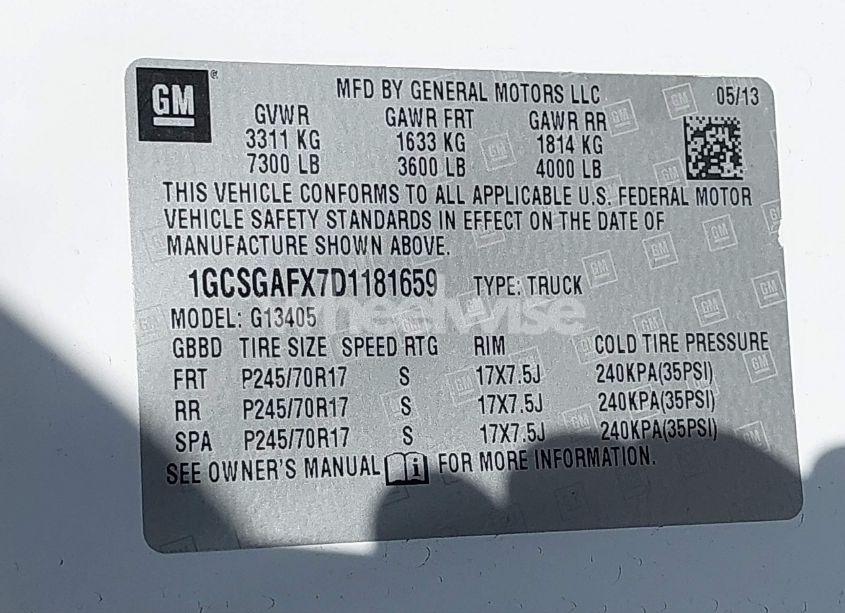 GM
MFD BY GENERAL MOTORS LLC 05/13
GVWR GAWR FRT GAWR RR
3311 KG 1633 KG 1814 KG
7300 LB 3600 LB 4000 LB
THIS VEHICLE CONFORMS TO ALL APPLICABLE U.S. FEDERAL MOTOR
VEHICLE SAFETY STANDARDS IN EFFECT ON THE DATE OF
MANUFACTURE SHOWN ABOVE.
1GCSGAFX7D1181659 TYPE: TRUCK
wheelwise
MODEL: G13405
GBBD TIRE SIZE SPEED RTG RIM COLD TIRE PRESSURE
FRT P245/70R17 S 17X7.5J 240KPA(35PSI)
RR P245/70R17 S 17X7.5J 240KPA(35PSI)
SPA P245/70R17 S 17X7.5J 240KPA(35PSI)
SEE OWNER'S MANUAL FOR MORE INFORMATION.